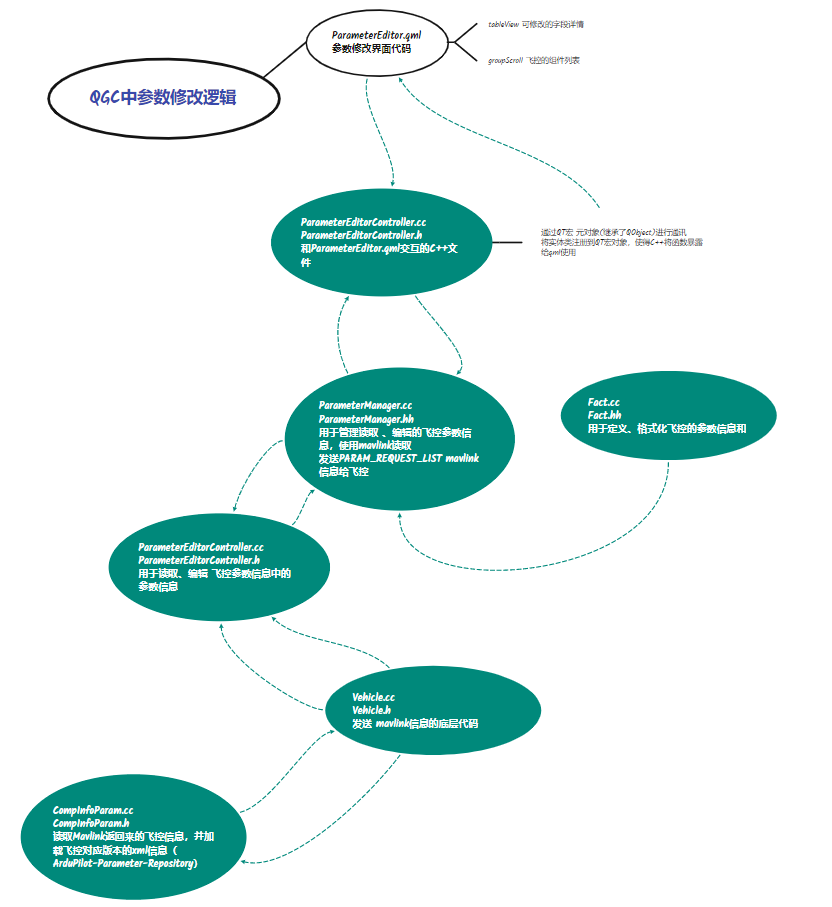 ParameterEditor.qml
参数修改界面代码
tableView 可修改的字段详情
groupScroll 飞控的组件列表
QGC中参数修改逻辑
ParameterEditorController.cc
ParameterEditorController.h
和ParameterEditor.qml交互的C++文
件
通过QT宏 元对象(继承了QObject)进行通讯
将实体类注册到QT宏对象，使得C++将函数暴露
给qml使用
ParameterManager.cc
ParameterManager.hh
用于管理读取 、编辑的飞控参数信
息，使用mavlink读取
发送PARAM_REQUEST_LIST mavlink
信息给飞控
Fact.cc
Fact.hh
用于定义、格式化飞控的参数信息和
ParameterEditorController.cc
ParameterEditorController.h
用于读取、编辑 飞控参数信息中的
参数信息
Vehicle.cc
Vehicle.h
发送 mavlink信息的底层代码
CompInfoParam.cc
CompInfoParam.h
读取Mavlink返回来的飞控信息，并加
载飞控对应版本的xml信息（
ArduPilot-Parameter-Repository)